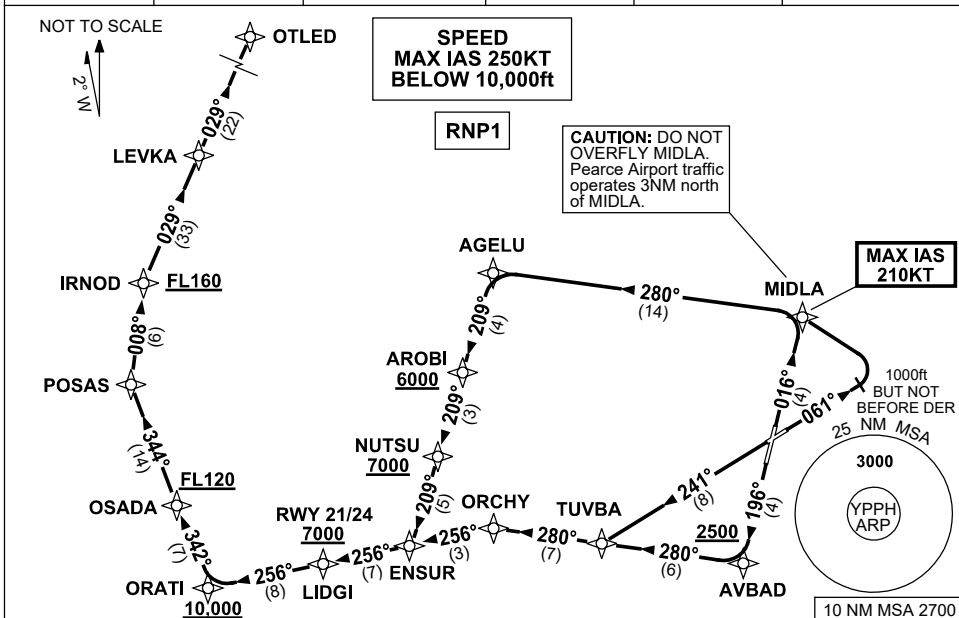 NOT TO SCALE
2° W
OTLED
SPEED
MAX IAS 250KT
BELOW 10,000ft
RNP1
029°
(22)
LEVKA
CAUTION: DO NOT
OVERFLY MIDLA.
Pearce Airport traffic
operates 3NM north
of MIDLA.
029°
(33)
AGELU
MAX IAS
210KT
IRNOD
FL160
MIDLA
280°
(14)
209°
(4)
008°
(6)
AROBI
6000
POSAS
016°
(4)
061°
1000ft
BUT NOT
BEFORE DER
209°
(3)
25 NM MSA
3000
YPPH
ARP
344°
(14)
NUTSU
7000
241°
(8)
196°
(4)
FL120
OSADA
209°
(5)
RWY 21/24
7000
ORCHY
TUVBA
2500
342°
(7)
256°
(3)
280°
(7)
280°
(6)
ENSUR
256°
(7)
LIDGI
256°
(8)
AVBAD
ORATI
10,000
10 NM MSA 2700